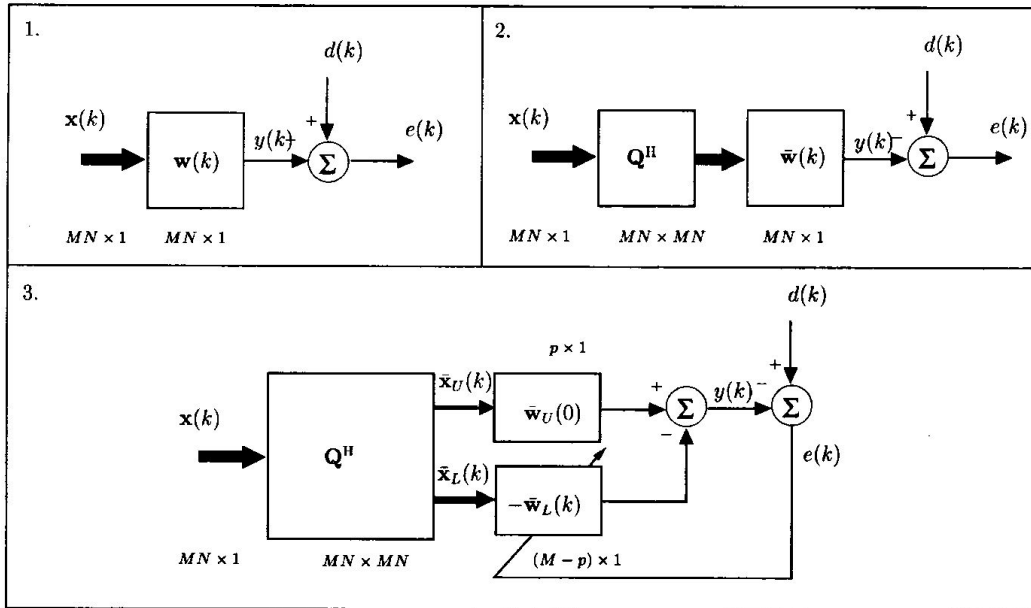 1.
d(k)
x(k)
w(k)
y(k)
+
Σ
e(k)
MN × 1
MN × 1
2.
d(k)
x(k)
Q^H
w̄(k)
y(k)
−
+
Σ
e(k)
MN × 1
MN × MN
MN × 1
3.
d(k)
p × 1
x(k)
Q^H
x̄_U(k)
w̄_U(0)
+
Σ
−
y(k)
−
+
Σ
e(k)
x̄_L(k)
−w̄_L(k)
MN × 1
MN × MN
(M − p) × 1